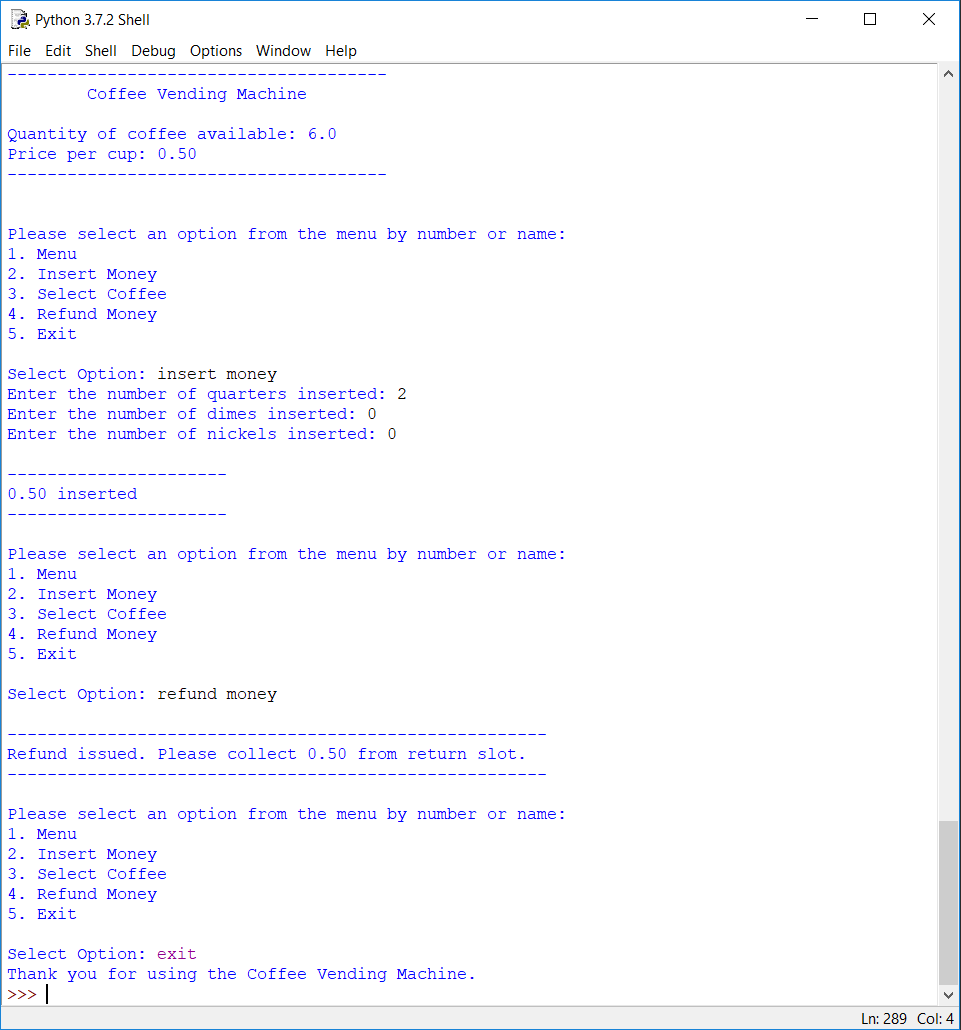 Python 3.7.2 Shell
File Edit Shell Debug Options Window Help
--------------------------------------
        Coffee Vending Machine
Quantity of coffee available: 6.0
Price per cup: 0.50
--------------------------------------
Please select an option from the menu by number or name:
1. Menu
2. Insert Money
3. Select Coffee
4. Refund Money
5. Exit
Select Option: insert money
Enter the number of quarters inserted: 2
Enter the number of dimes inserted: 0
Enter the number of nickels inserted: 0
----------------------
0.50 inserted
----------------------
Please select an option from the menu by number or name:
1. Menu
2. Insert Money
3. Select Coffee
4. Refund Money
5. Exit
Select Option: refund money
------------------------------------------------------
Refund issued. Please collect 0.50 from return slot.
------------------------------------------------------
Please select an option from the menu by number or name:
1. Menu
2. Insert Money
3. Select Coffee
4. Refund Money
5. Exit
Select Option: exit
Thank you for using the Coffee Vending Machine.
>>>
Ln: 289 Col: 4